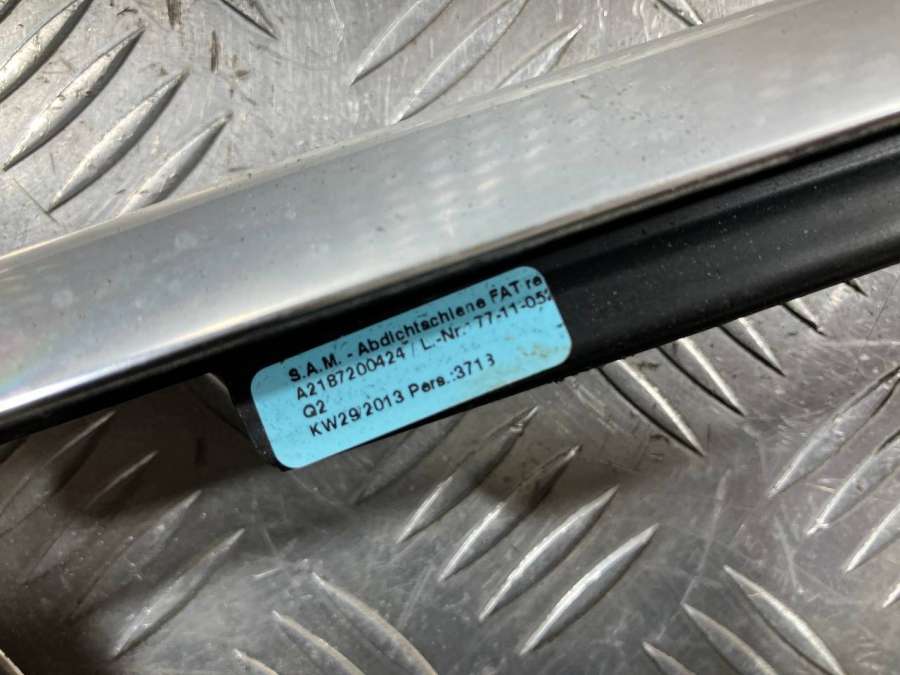 S.A.M. - Abdichtschiene FAT re
A2187200424 / L.-Nr.: 77-11-05
Q2
KW29/2013 Pers.:3713